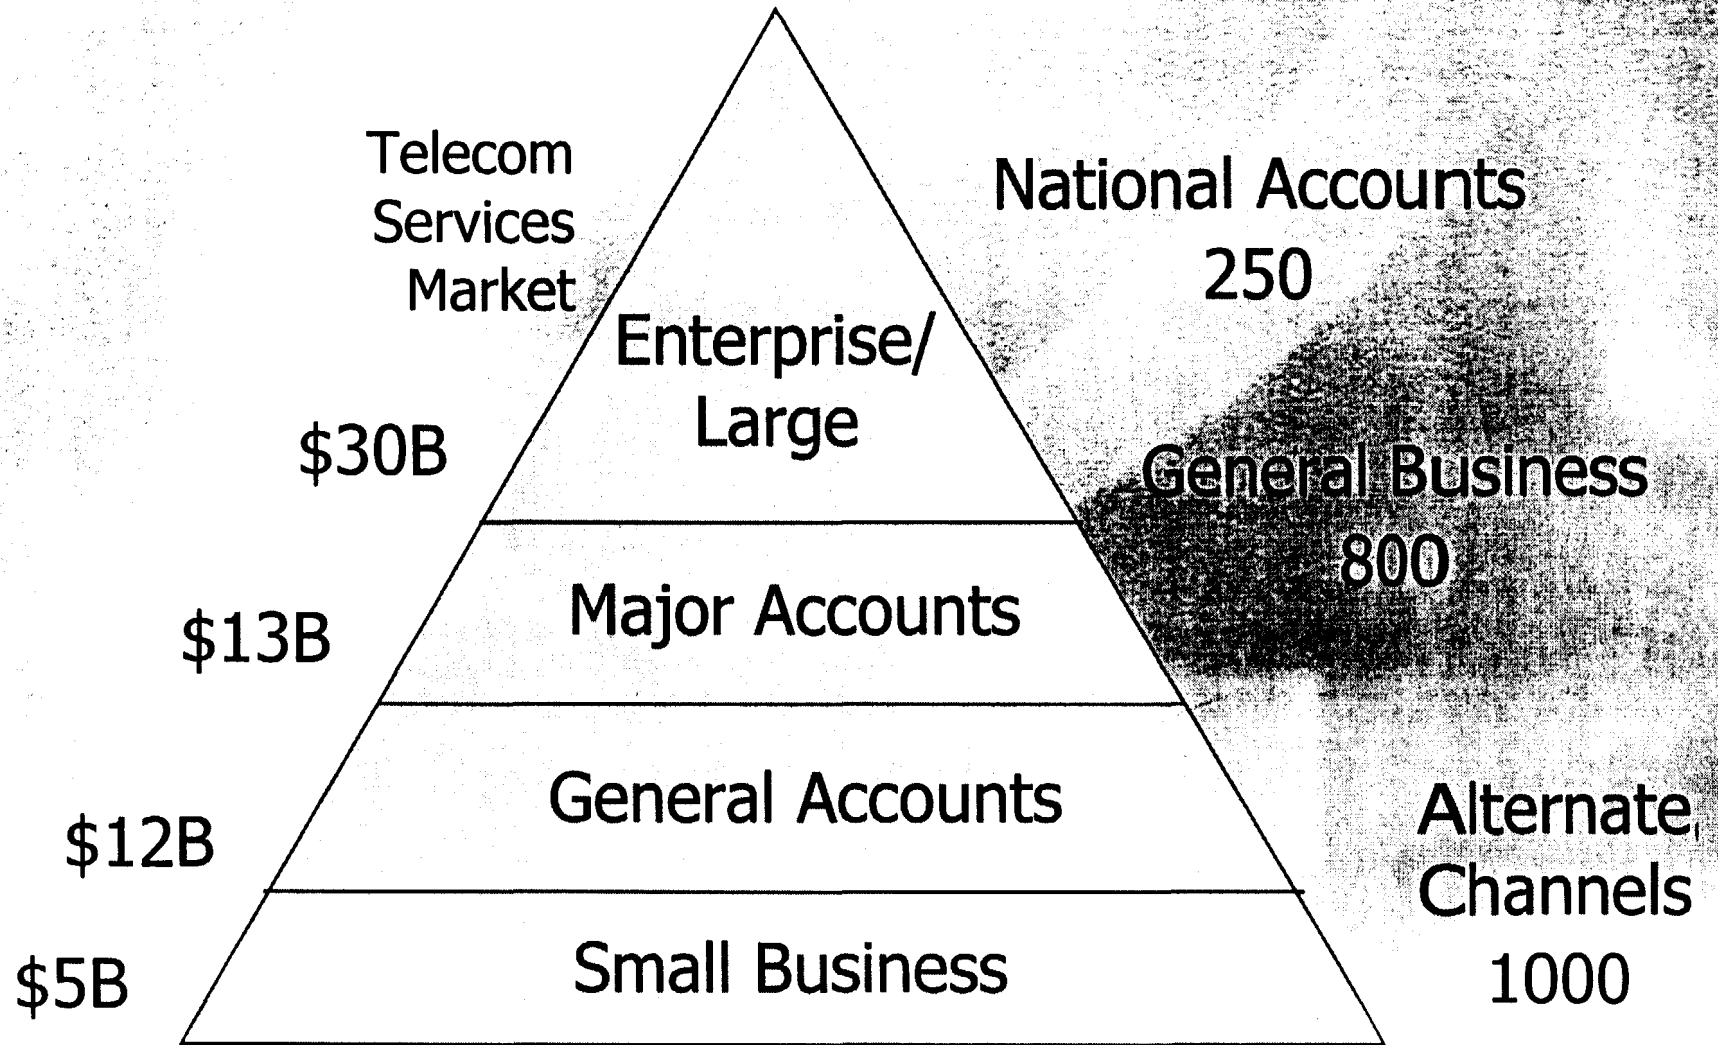 Telecom
Services
Market
National Accounts
250
Enterprise/
Large
$30B
General Business
800
Major Accounts
$13B
General Accounts
$12B
Alternate
Channels
1000
Small Business
$5B